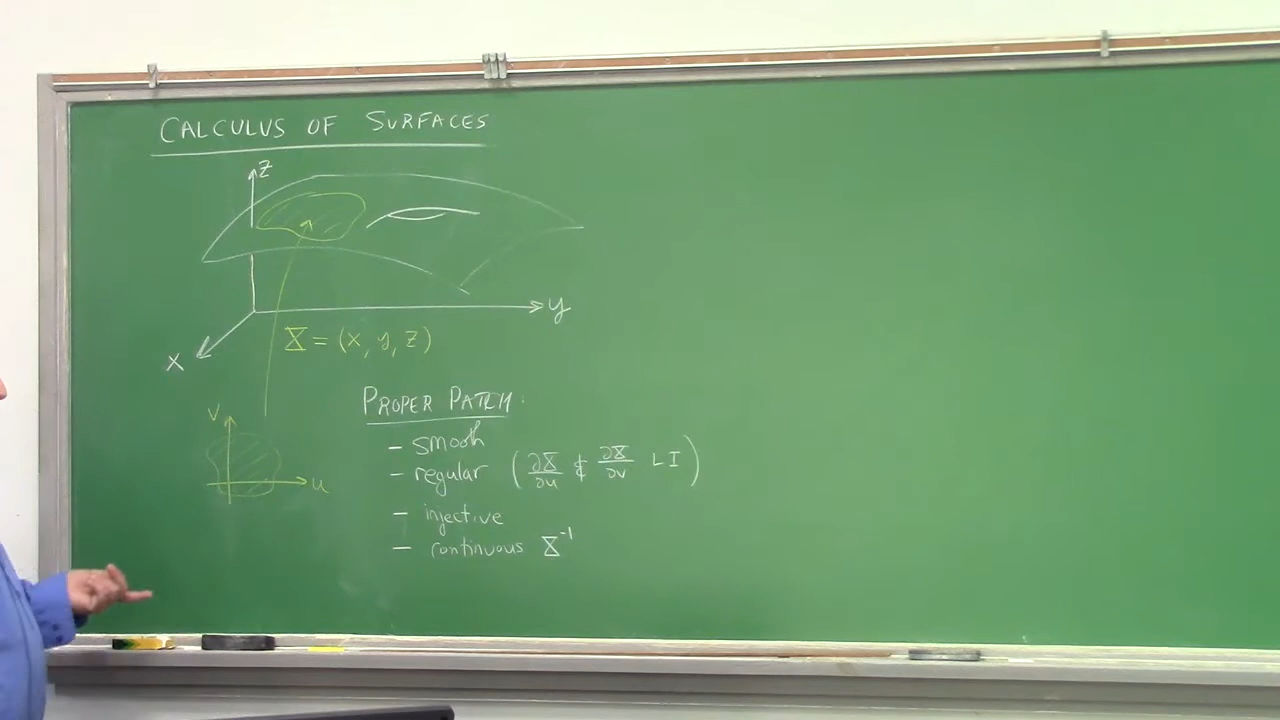 CALCULUS OF SURFACES
z
y
X = (x, y, z)
x
PROPER PATCH:
v
- smooth
- regular (∂X/∂u & ∂X/∂v LI)
u
- injective
- continuous X⁻¹